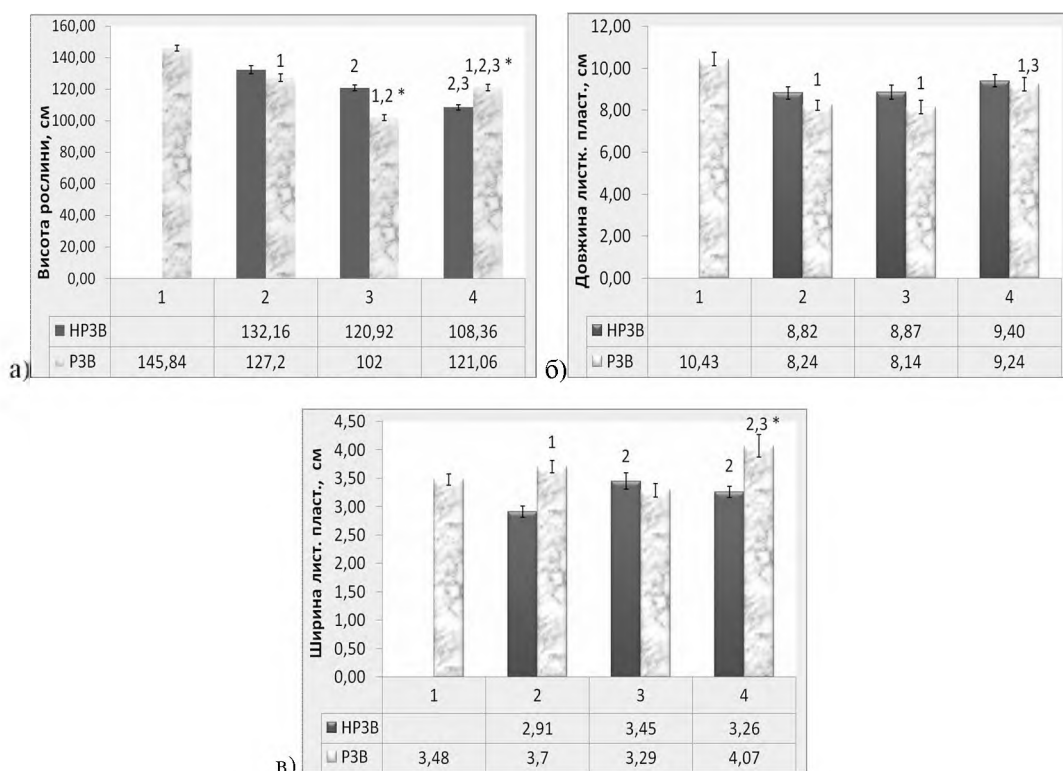 Висота рослини, см
160,00
140,00
120,00
100,00
80,00
60,00
40,00
20,00
0,00
1
2
1,2 *
2,3
1,2,3 *
1 2 3 4
НРЗВ 132,16 120,92 108,36
РЗВ 145,84 127,2 102 121,06
а)
Довжина листк. пласт., см
12,00
10,00
8,00
6,00
4,00
2,00
0,00
1
1
1,3
1 2 3 4
НРЗВ 8,82 8,87 9,40
РЗВ 10,43 8,24 8,14 9,24
б)
Ширина лист. пласт., см
4,50
4,00
3,50
3,00
2,50
2,00
1,50
1,00
0,50
0,00
1
2
2
2,3 *
1 2 3 4
НРЗВ 2,91 3,45 3,26
РЗВ 3,48 3,7 3,29 4,07
в)